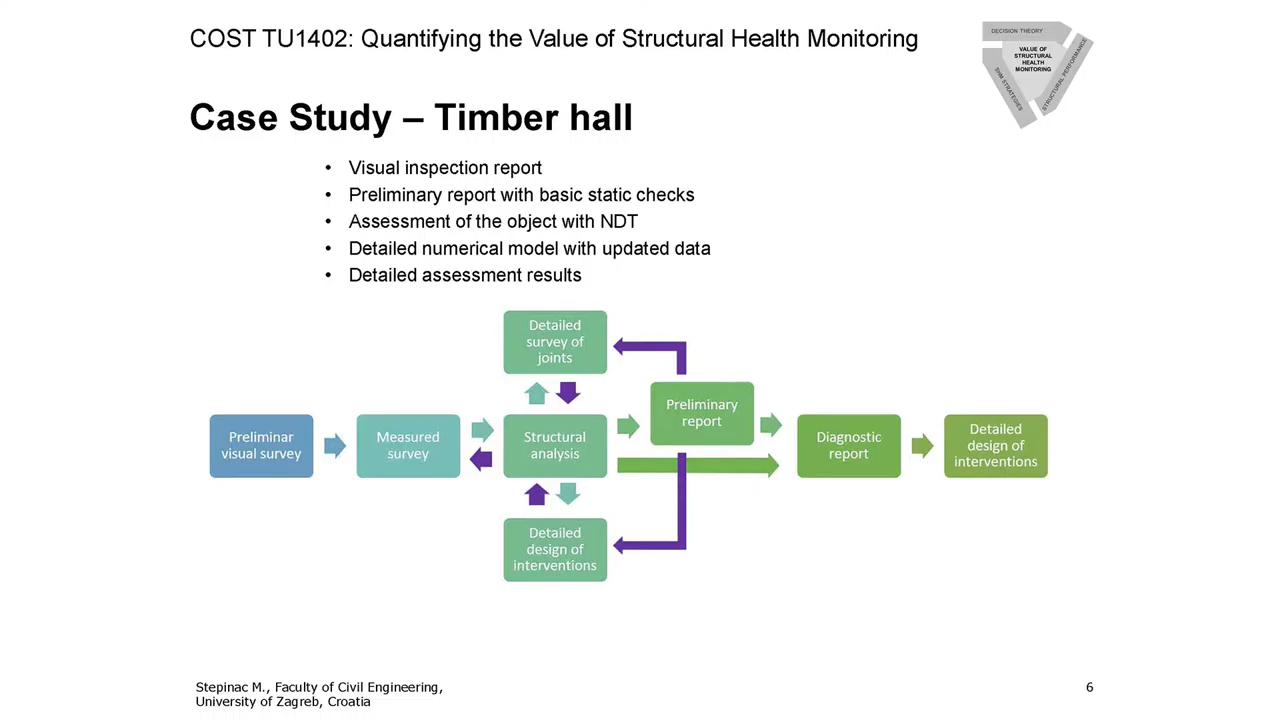 COST TU1402: Quantifying the Value of Structural Health Monitoring
DECISION THEORY
VALUE OF
STRUCTURAL
HEALTH
MONITORING
SHM STRATEGIES
STRUCTURAL PERFORMANCE
Case Study – Timber hall
• Visual inspection report
• Preliminary report with basic static checks
• Assessment of the object with NDT
• Detailed numerical model with updated data
• Detailed assessment results
Detailed
survey of
joints
Preliminar
visual survey
Measured
survey
Structural
analysis
Preliminary
report
Diagnostic
report
Detailed
design of
interventions
Detailed
design of
interventions
Stepinac M., Faculty of Civil Engineering,
University of Zagreb, Croatia
6